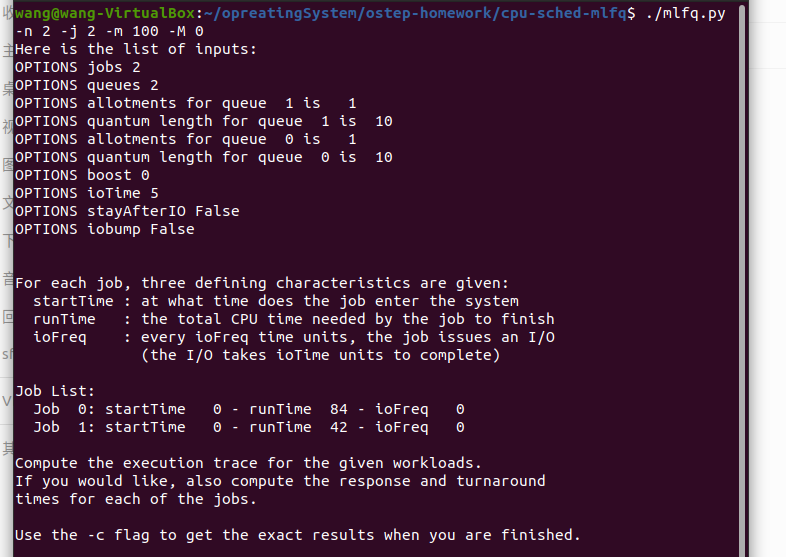 收
wang@wang-VirtualBox:~/opreatingSystem/ostep-homework/cpu-sched-mlfq$ ./mlfq.py
-n 2 -j 2 -m 100 -M 0
Here is the list of inputs:
OPTIONS jobs 2
OPTIONS queues 2
OPTIONS allotments for queue  1 is   1
OPTIONS quantum length for queue  1 is  10
OPTIONS allotments for queue  0 is   1
OPTIONS quantum length for queue  0 is  10
OPTIONS boost 0
OPTIONS ioTime 5
OPTIONS stayAfterIO False
OPTIONS iobump False
For each job, three defining characteristics are given:
  startTime : at what time does the job enter the system
  runTime   : the total CPU time needed by the job to finish
  ioFreq    : every ioFreq time units, the job issues an I/O
              (the I/O takes ioTime units to complete)
Job List:
  Job  0: startTime   0 - runTime  84 - ioFreq   0
  Job  1: startTime   0 - runTime  42 - ioFreq   0
Compute the execution trace for the given workloads.
If you would like, also compute the response and turnaround
times for each of the jobs.
Use the -c flag to get the exact results when you are finished.